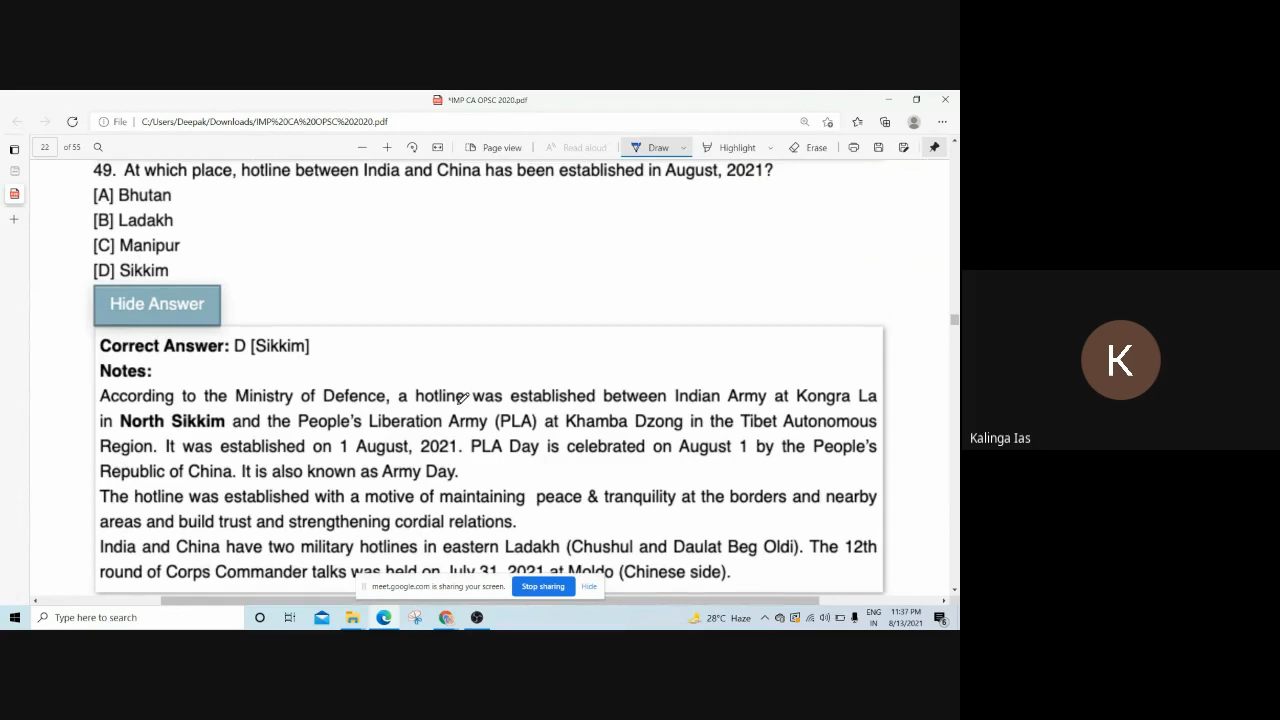 *IMP CA OPSC 2020.pdf
File C:/Users/Deepak/Downloads/IMP%20CA%20OPSC%202020.pdf
22 of 55 Page view Read aloud Draw Highlight Erase
49. At which place, hotline between India and China has been established in August, 2021?
[A] Bhutan
[B] Ladakh
[C] Manipur
[D] Sikkim
Hide Answer
Correct Answer: D [Sikkim]
Notes:
According to the Ministry of Defence, a hotline was established between Indian Army at Kongra La
in North Sikkim and the People's Liberation Army (PLA) at Khamba Dzong in the Tibet Autonomous
Region. It was established on 1 August, 2021. PLA Day is celebrated on August 1 by the People's
Republic of China. It is also known as Army Day.
The hotline was established with a motive of maintaining peace & tranquility at the borders and nearby
areas and build trust and strengthening cordial relations.
India and China have two military hotlines in eastern Ladakh (Chushul and Daulat Beg Oldi). The 12th
round of Corps Commander talks was held on July 31, 2021 at Moldo (Chinese side).
meet.google.com is sharing your screen. Stop sharing Hide
Type here to search
28°C Haze
ENG
IN
11:37 PM
8/13/2021
6
K
Kalinga Ias